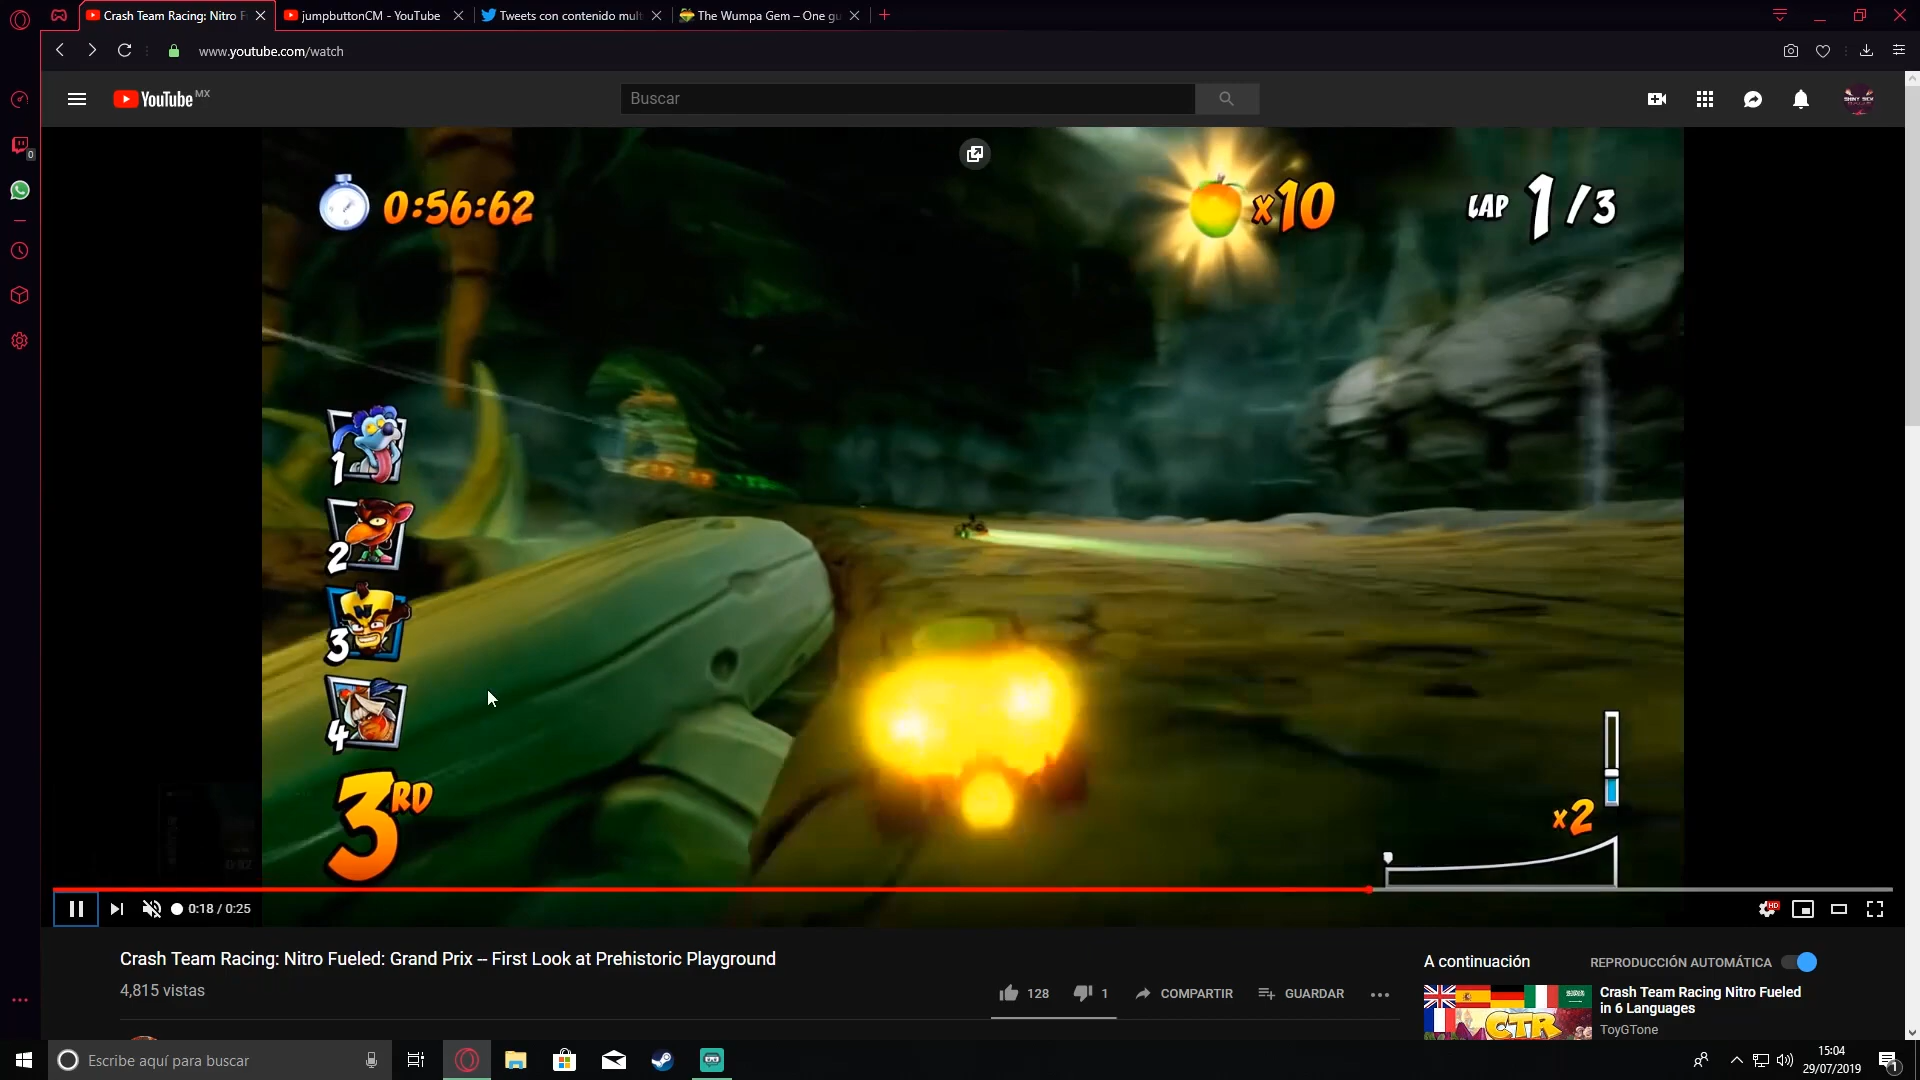 Crash Team Racing: Nitro F
jumpbuttonCM - YouTube
Tweets con contenido mul
The Wumpa Gem – One gu
www.youtube.com/watch
YouTube MX
Buscar
0
0:56:62
x10
LAP 1/3
1
2
3
4
3RD
x2
0:18 / 0:25
HD
Crash Team Racing: Nitro Fueled: Grand Prix -- First Look at Prehistoric Playground
4,815 vistas
128
1
COMPARTIR
GUARDAR
A continuación
REPRODUCCIÓN AUTOMÁTICA
CTR
Crash Team Racing Nitro Fueled
in 6 Languages
ToyGTone
Escribe aquí para buscar
15:04
29/07/2019
1